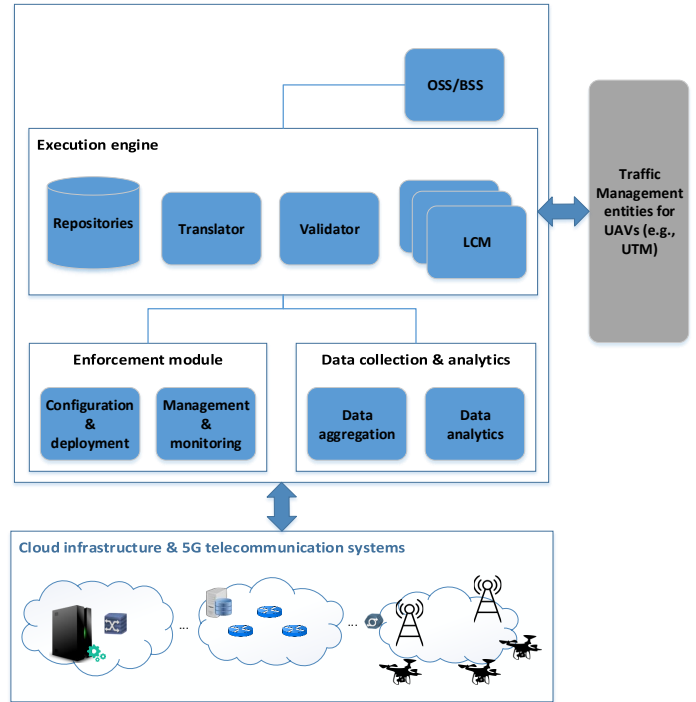 OSS/BSS
Execution engine
Repositories
Translator
Validator
LCM
Traffic
Management
entities for
UAVs (e.g.,
UTM)
Enforcement module
Configuration
&
deployment
Management
&
monitoring
Data collection & analytics
Data
aggregation
Data
analytics
Cloud infrastructure & 5G telecommunication systems
...
...